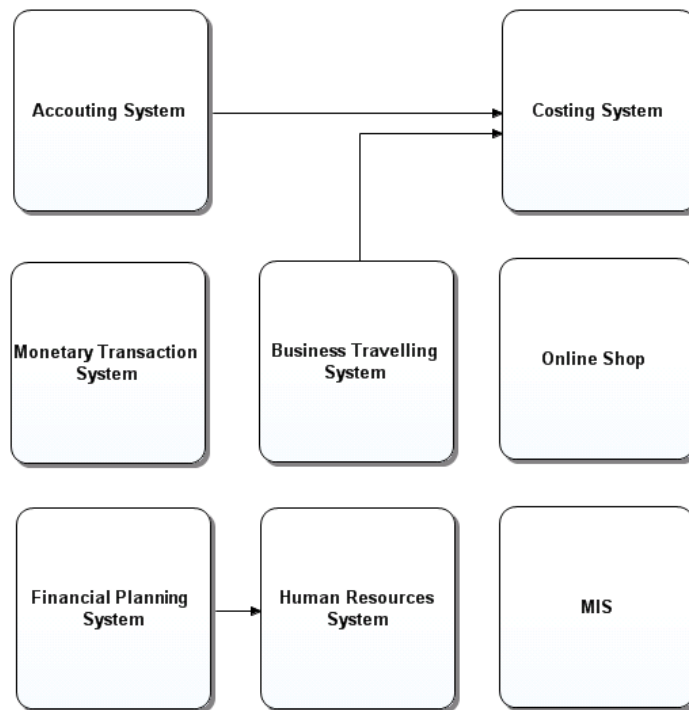 Accouting System
Costing System
Monetary Transaction
System
Business Travelling
System
Online Shop
Financial Planning
System
Human Resources
System
MIS